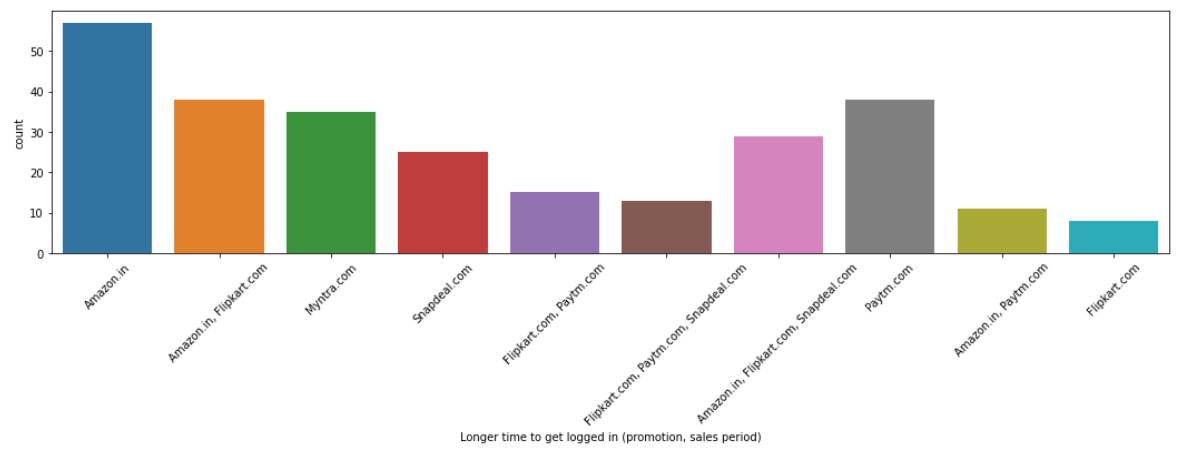 50
40
30
20
10
0
count
Amazon.in
Amazon.in, Flipkart.com
Myntra.com
Snapdeal.com
Flipkart.com, Paytm.com
Flipkart.com, Paytm.com, Snapdeal.com
Amazon.in, Flipkart.com, Snapdeal.com
Paytm.com
Amazon.in, Paytm.com
Flipkart.com
Longer time to get logged in (promotion, sales period)